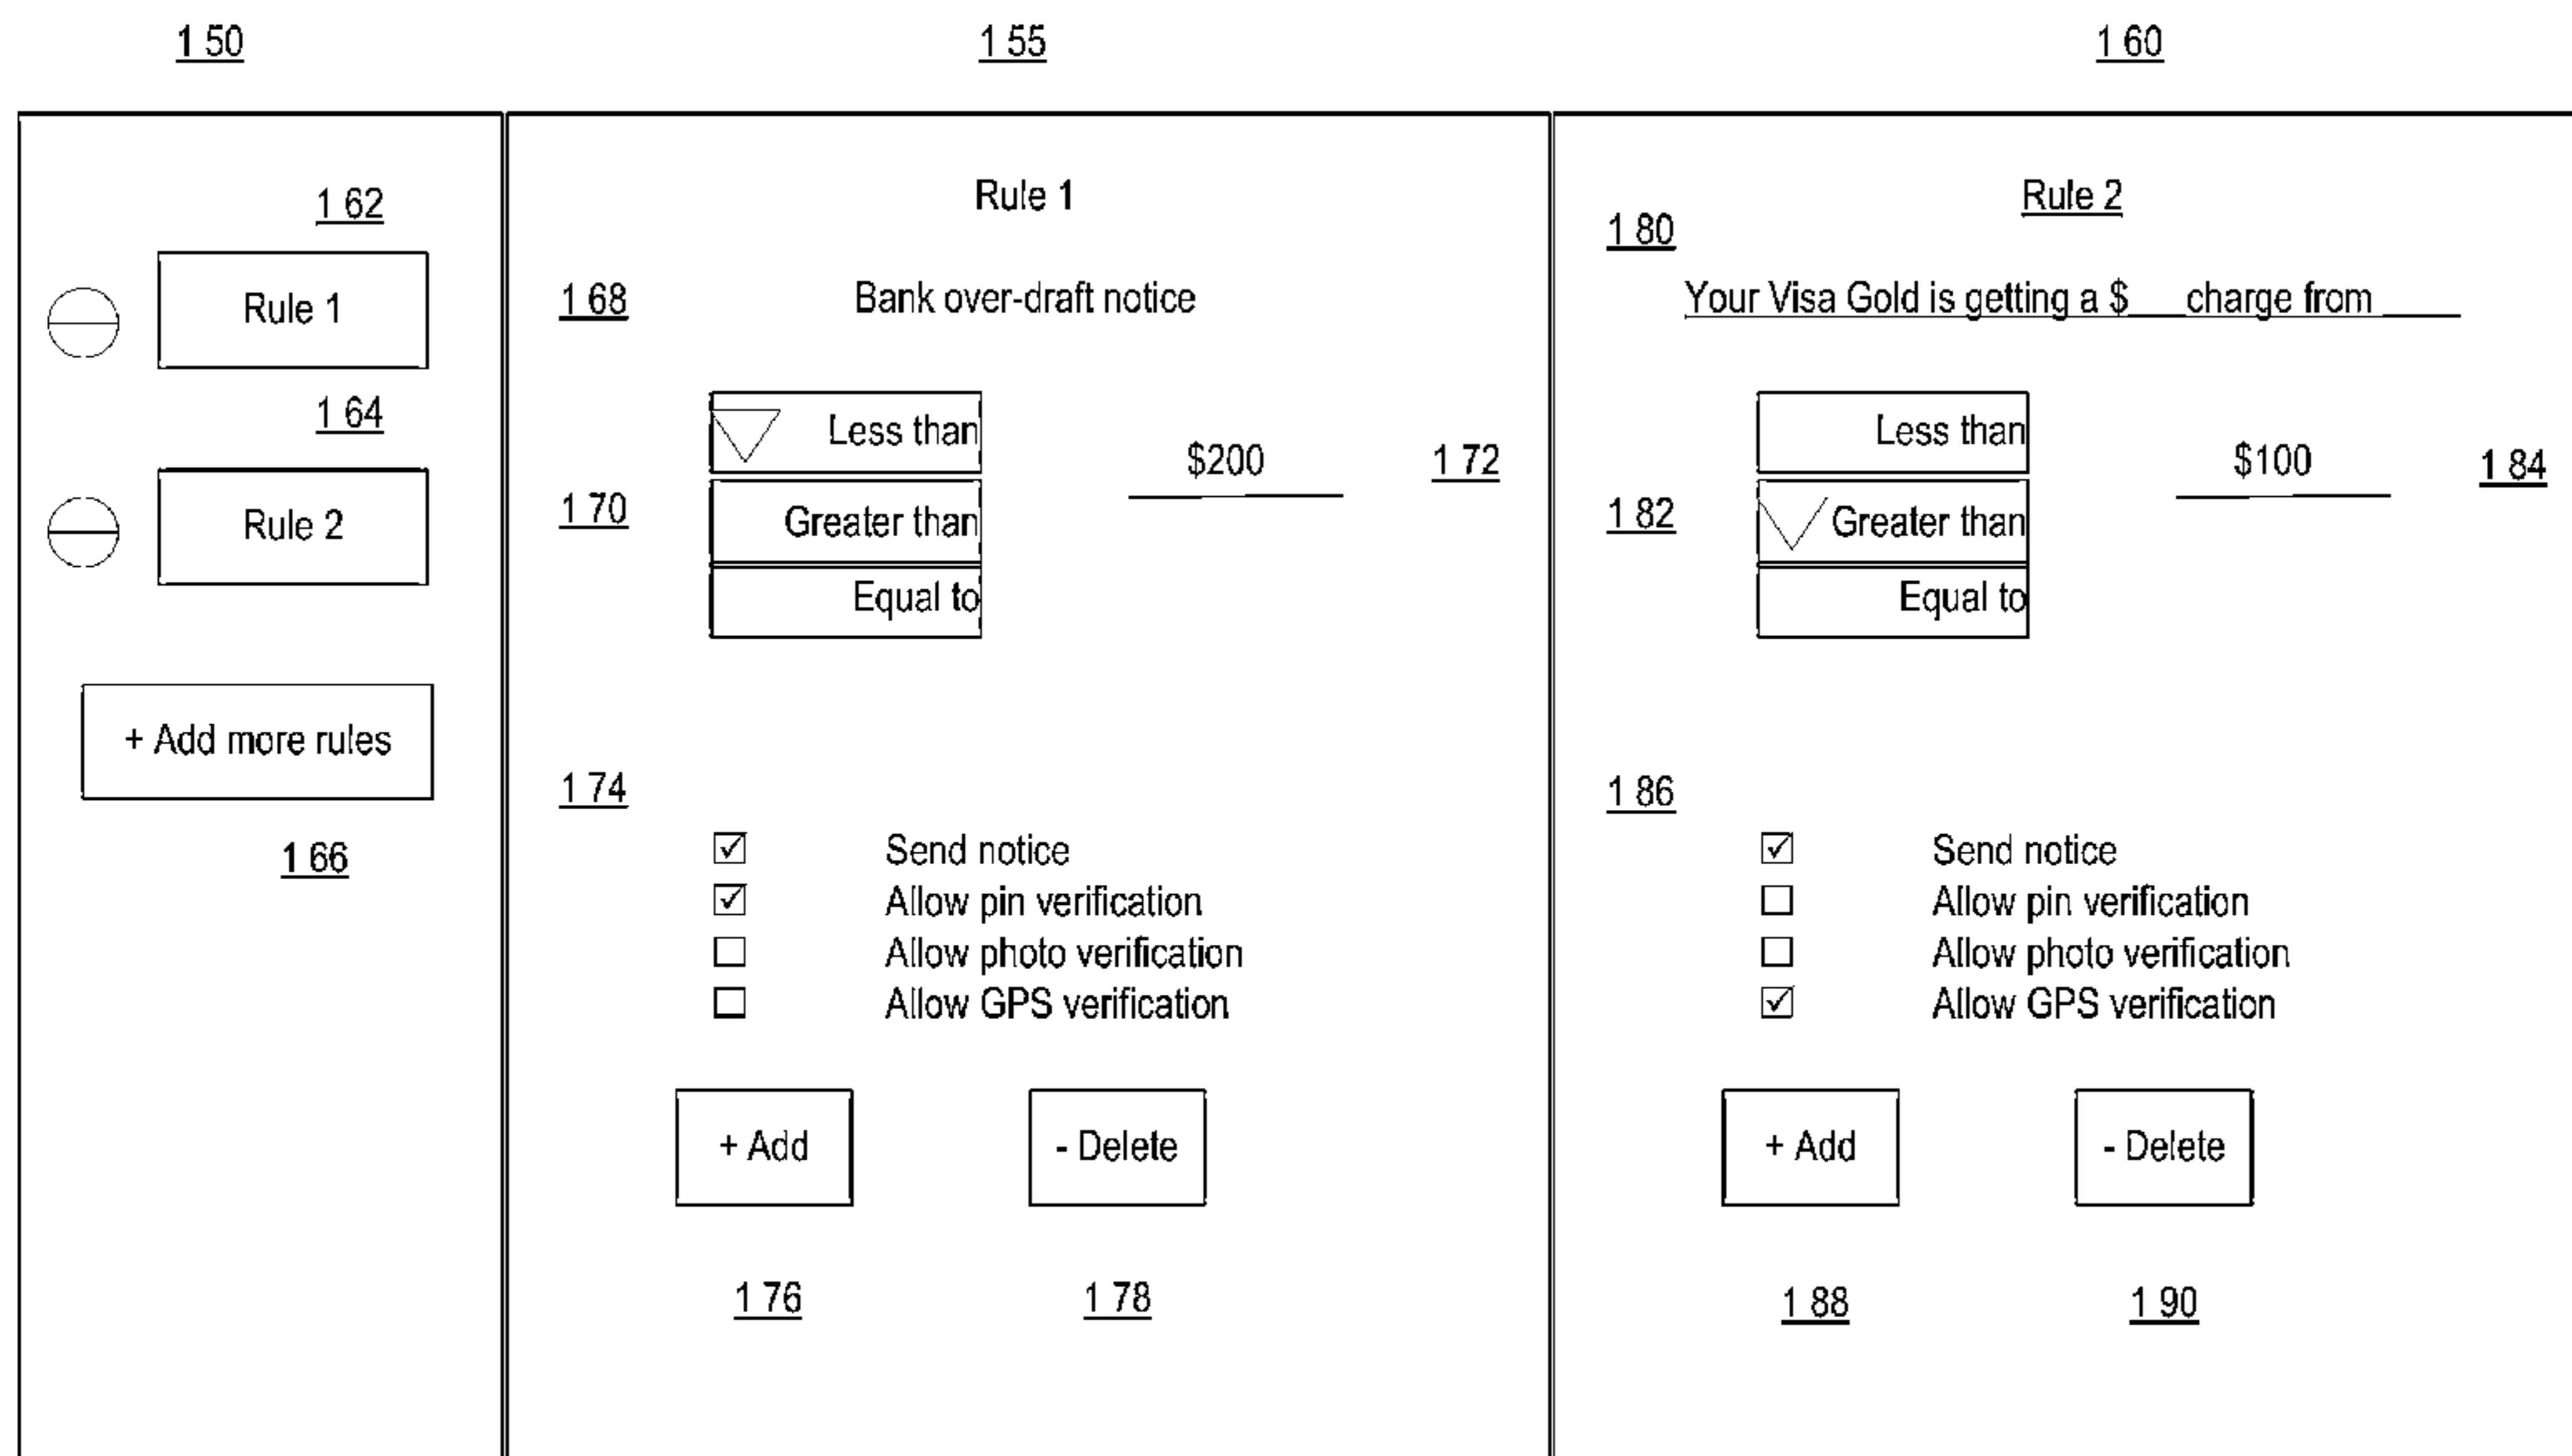 150
155
160
162
Rule 1
164
Rule 2
+ Add more rules
166
Rule 1
168
Bank over-draft notice
Less than
170
Greater than
Equal to
$200
172
174
Send notice
Allow pin verification
Allow photo verification
Allow GPS verification
+ Add
- Delete
176
178
Rule 2
180
Your Visa Gold is getting a $___charge from ____
Less than
182
Greater than
Equal to
$100
184
186
Send notice
Allow pin verification
Allow photo verification
Allow GPS verification
+ Add
- Delete
188
190